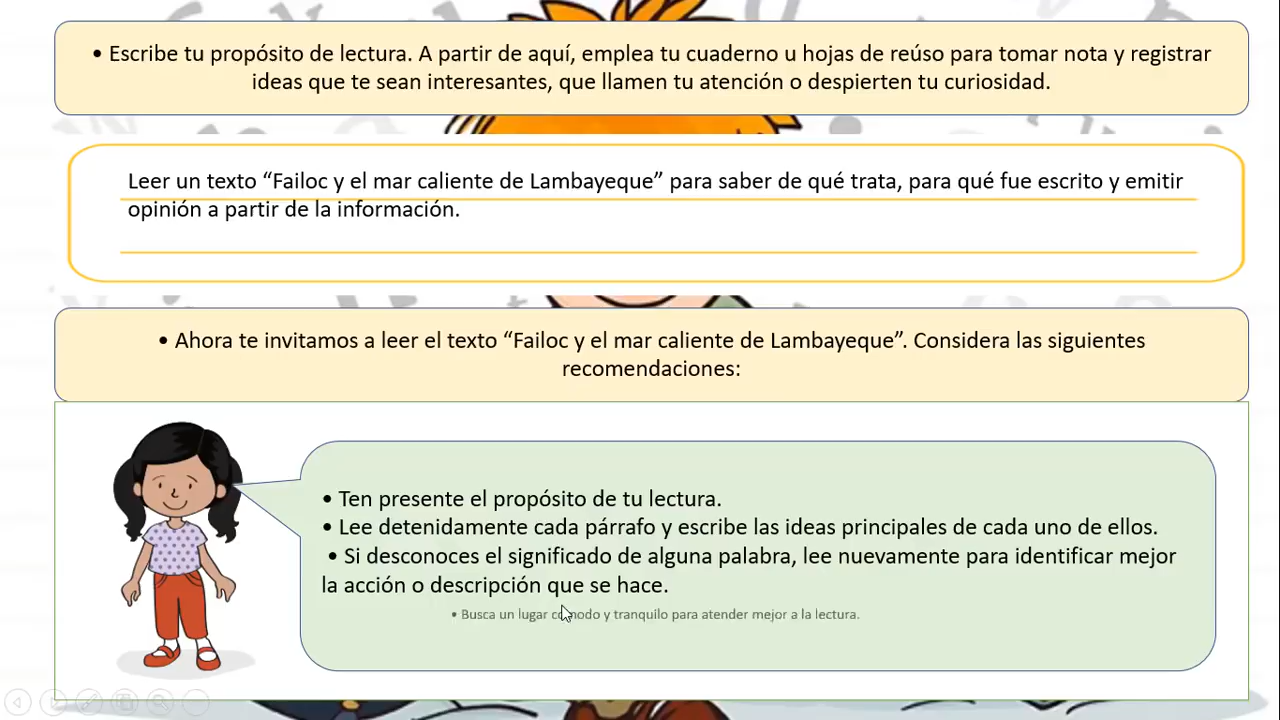 • Escribe tu propósito de lectura. A partir de aquí, emplea tu cuaderno u hojas de reúso para tomar nota y registrar
ideas que te sean interesantes, que llamen tu atención o despierten tu curiosidad.
Leer un texto “Failoc y el mar caliente de Lambayeque” para saber de qué trata, para qué fue escrito y emitir
opinión a partir de la información.
• Ahora te invitamos a leer el texto “Failoc y el mar caliente de Lambayeque”. Considera las siguientes
recomendaciones:
• Ten presente el propósito de tu lectura.
• Lee detenidamente cada párrafo y escribe las ideas principales de cada uno de ellos.
• Si desconoces el significado de alguna palabra, lee nuevamente para identificar mejor
la acción o descripción que se hace.
• Busca un lugar cómodo y tranquilo para atender mejor a la lectura.